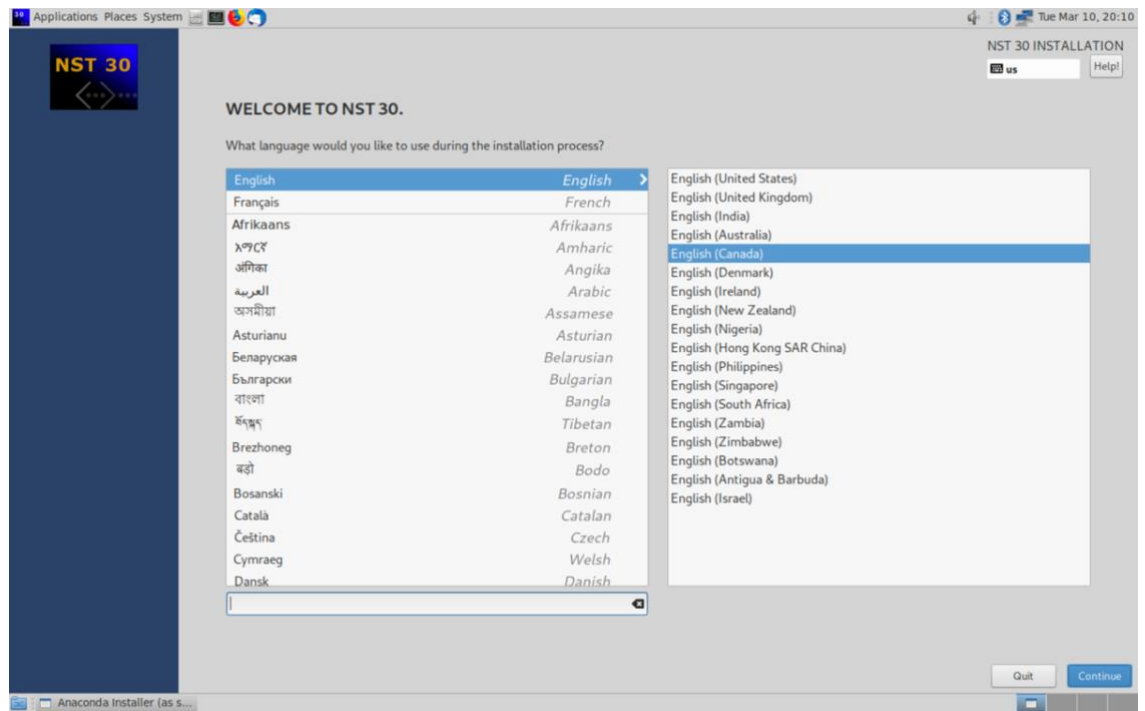 30 Applications Places System Tue Mar 10, 20:10
NST 30
NST 30 INSTALLATION
us Help!
WELCOME TO NST 30.
What language would you like to use during the installation process?
English English
Français French
Afrikaans Afrikaans
አማርኛ Amharic
अंगिका Angika
العربية Arabic
অসমীয়া Assamese
Asturianu Asturian
Беларуская Belarusian
Български Bulgarian
বাংলা Bangla
Tibetan
Brezhoneg Breton
बड़ो Bodo
Bosanski Bosnian
Català Catalan
Čeština Czech
Cymraeg Welsh
Dansk Danish
English (United States)
English (United Kingdom)
English (India)
English (Australia)
English (Canada)
English (Denmark)
English (Ireland)
English (New Zealand)
English (Nigeria)
English (Hong Kong SAR China)
English (Philippines)
English (Singapore)
English (South Africa)
English (Zambia)
English (Zimbabwe)
English (Botswana)
English (Antigua & Barbuda)
English (Israel)
Quit Continue
Anaconda Installer (as s...